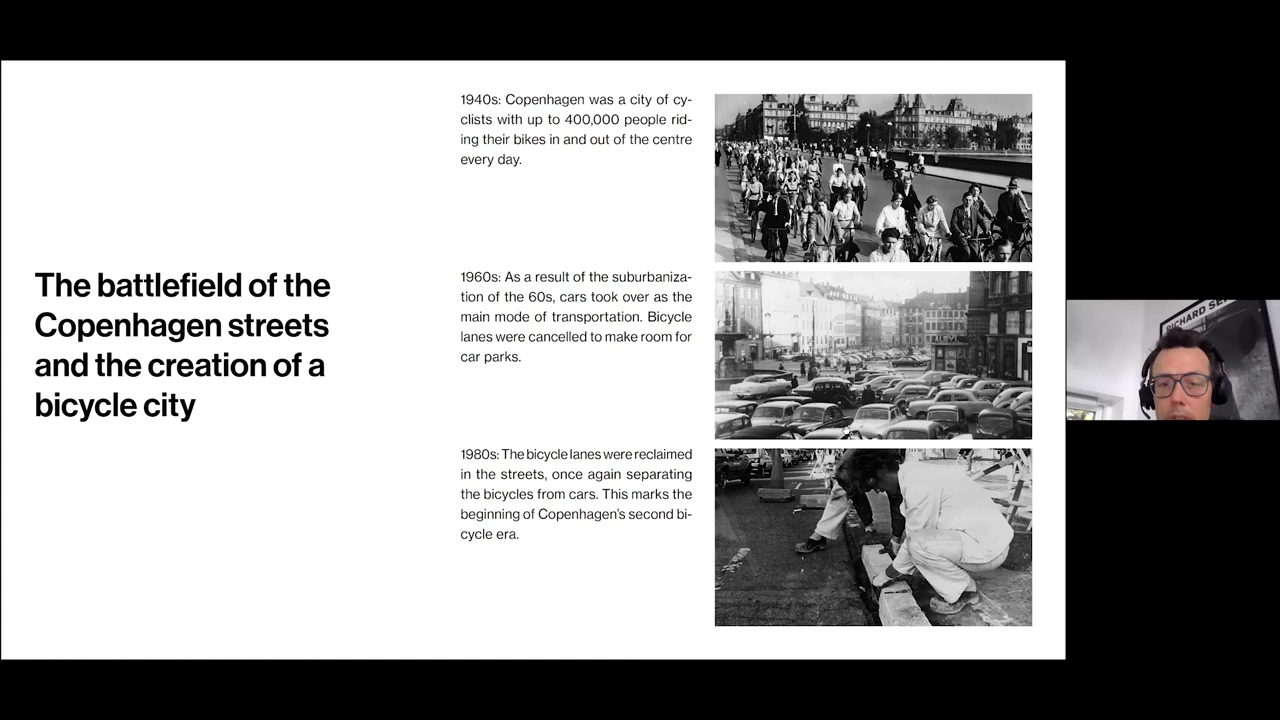 The battlefield of the
Copenhagen streets
and the creation of a
bicycle city
1940s: Copenhagen was a city of cy-
clists with up to 400,000 people rid-
ing their bikes in and out of the centre
every day.
1960s: As a result of the suburbaniza-
tion of the 60s, cars took over as the
main mode of transportation. Bicycle
lanes were cancelled to make room for
car parks.
1980s: The bicycle lanes were reclaimed
in the streets, once again separating
the bicycles from cars. This marks the
beginning of Copenhagen's second bi-
cycle era.
RICHARD